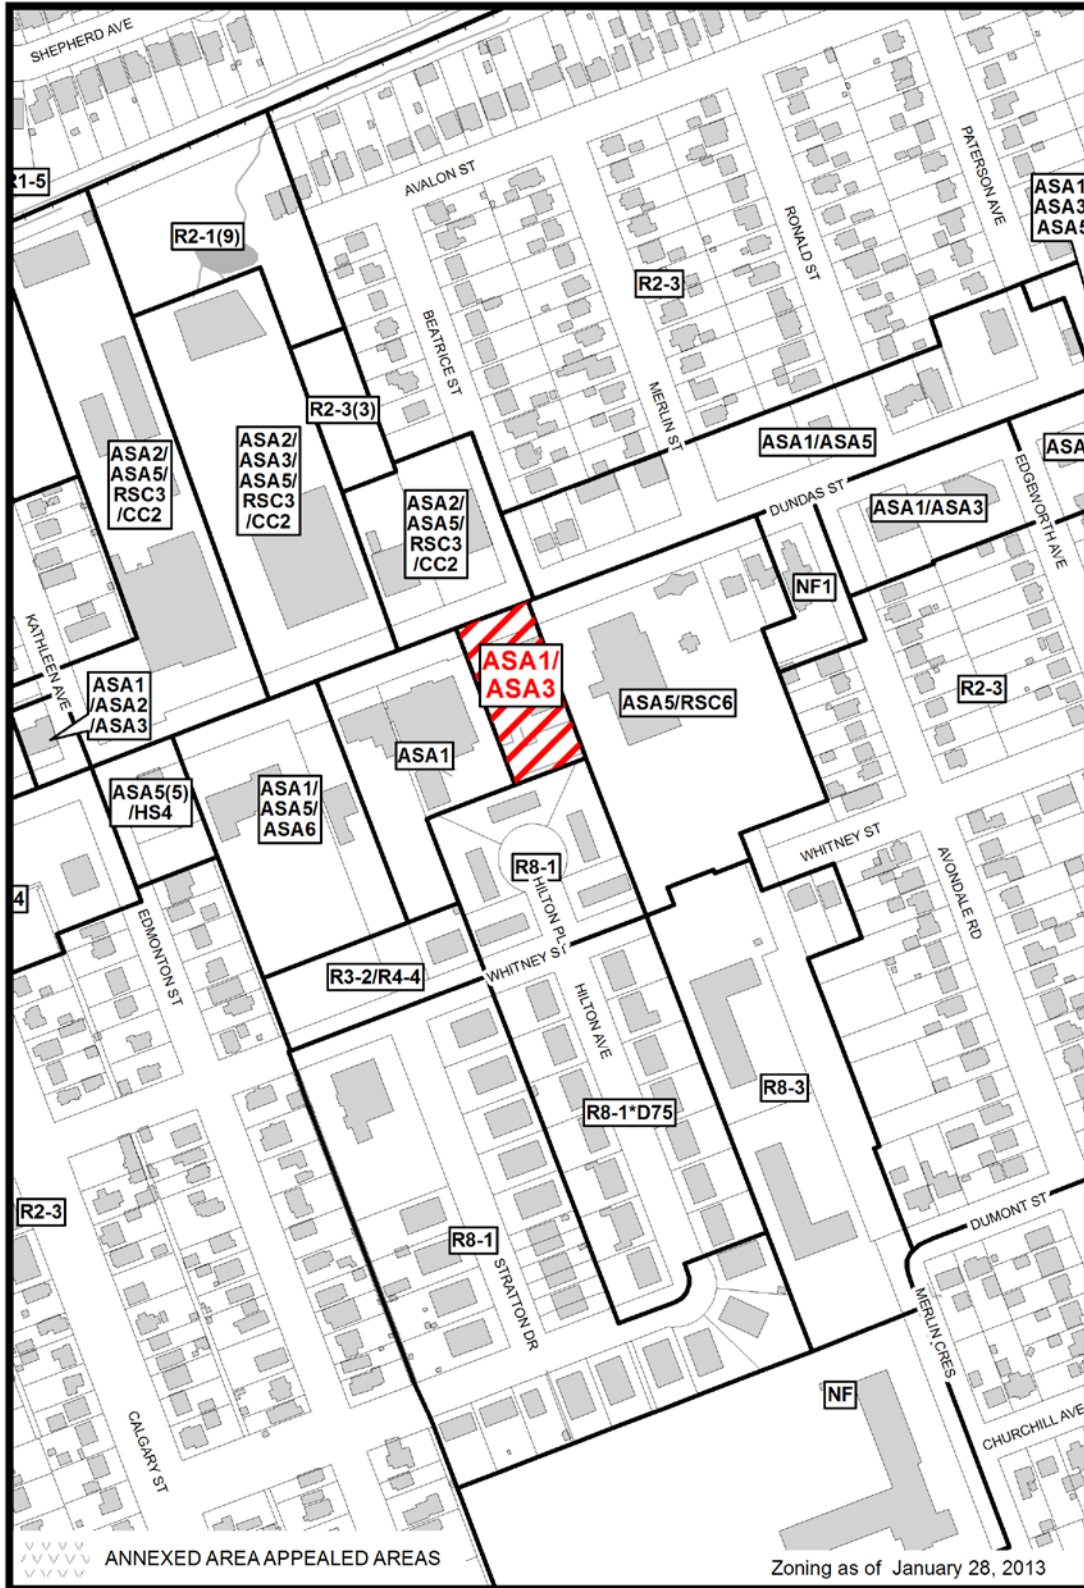 SHEPHERD AVE
R1-5
R2-1(9)
AVALON ST
PATERSON AVE
ASA1
ASA3
ASA5
RONALD ST
R2-3
BEATRICE ST
MERLIN ST
R2-3(3)
ASA2/
ASA5/
RSC3
/CC2
ASA2/
ASA3/
ASA5/
RSC3
/CC2
ASA2/
ASA5/
RSC3
/CC2
ASA1/ASA5
ASA
DUNDAS ST
ASA1/ASA3
EDGEWORTH AVE
NF1
KATHLEEN AVE
ASA1
/ASA2
/ASA3
ASA1/
ASA3
ASA5/RSC6
R2-3
ASA1
ASA5(5)
/HS4
ASA1/
ASA5/
ASA6
WHITNEY ST
AVONDALE RD
R8-1
HILTON PL
4
EDMONTON ST
R3-2/R4-4
WHITNEY ST
HILTON AVE
R8-3
R8-1*D75
R2-3
R8-1
STRATTON DR
DUMONT ST
MERLIN CRES
NF
CALGARY ST
CHURCHILL AVE
ANNEXED AREA APPEALED AREAS
Zoning as of January 28, 2013